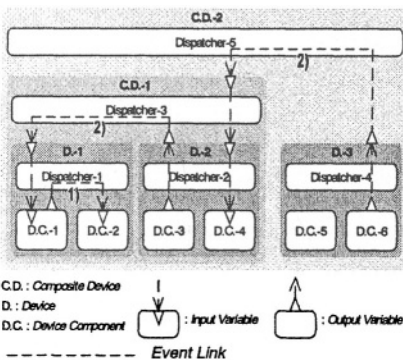 C.D.-2
Dispatcher-5
2)
C.D.-1
Dispatcher-3
2)
D.-1
D.-2
D.-3
Dispatcher-1
Dispatcher-2
Dispatcher-4
1)
D.C.-1
D.C.-2
D.C.-3
D.C.-4
D.C.-5
D.C.-6
C.D. : Composite Device
D. : Device
D.C. : Device Component
: Input Variable
: Output Variable
Event Link